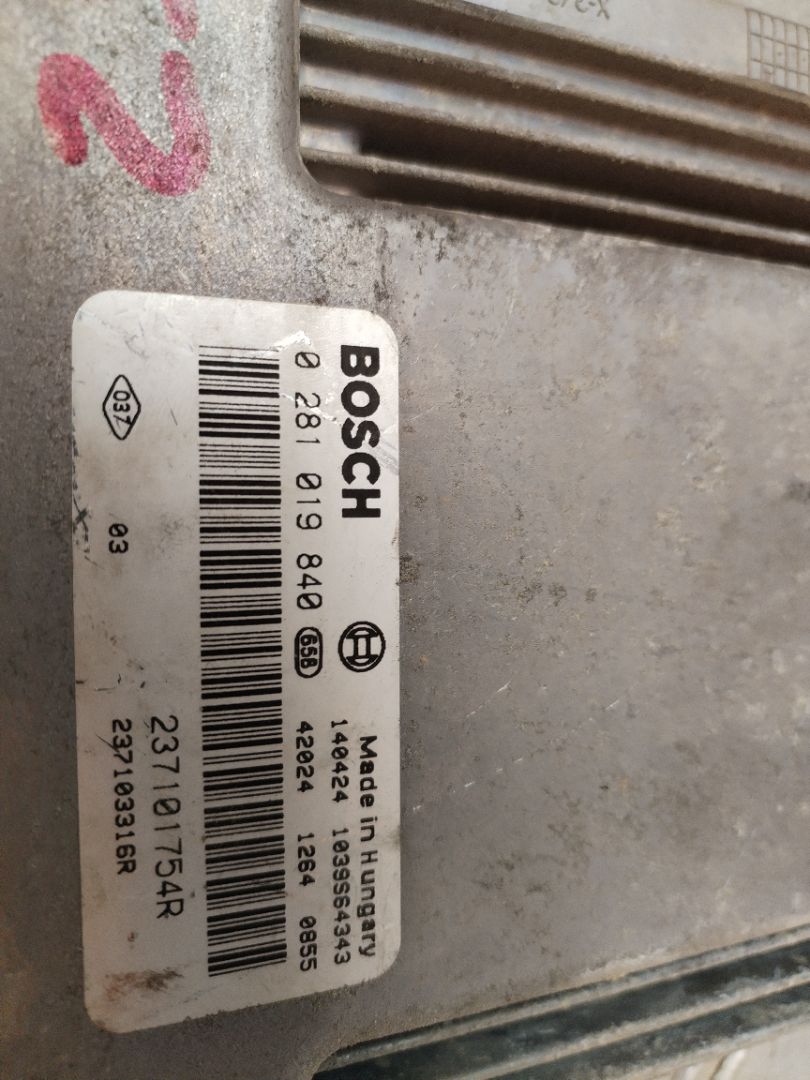 2
BOSCH
Made in Hungary
140424 1039S64343
0 281 019 840 65B
42024 1264 0855
237101754R
037 03 237103316R